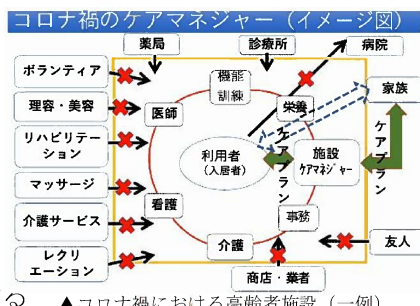 コロナ禍のケアマネジャー（イメージ図）
薬局
診療所
病院
ボランティア
理容・美容
リハビリテー
ション
マッサージ
介護サービス
レクリ
エーション
医師
機能
訓練
栄養
家族
利用者
（入居者）
ケアプラン
施設
ケアマネジャー
ケアプラン
看護
介護
事務
友人
商店・業者
▲コロナ禍における高齢者施設（一例）